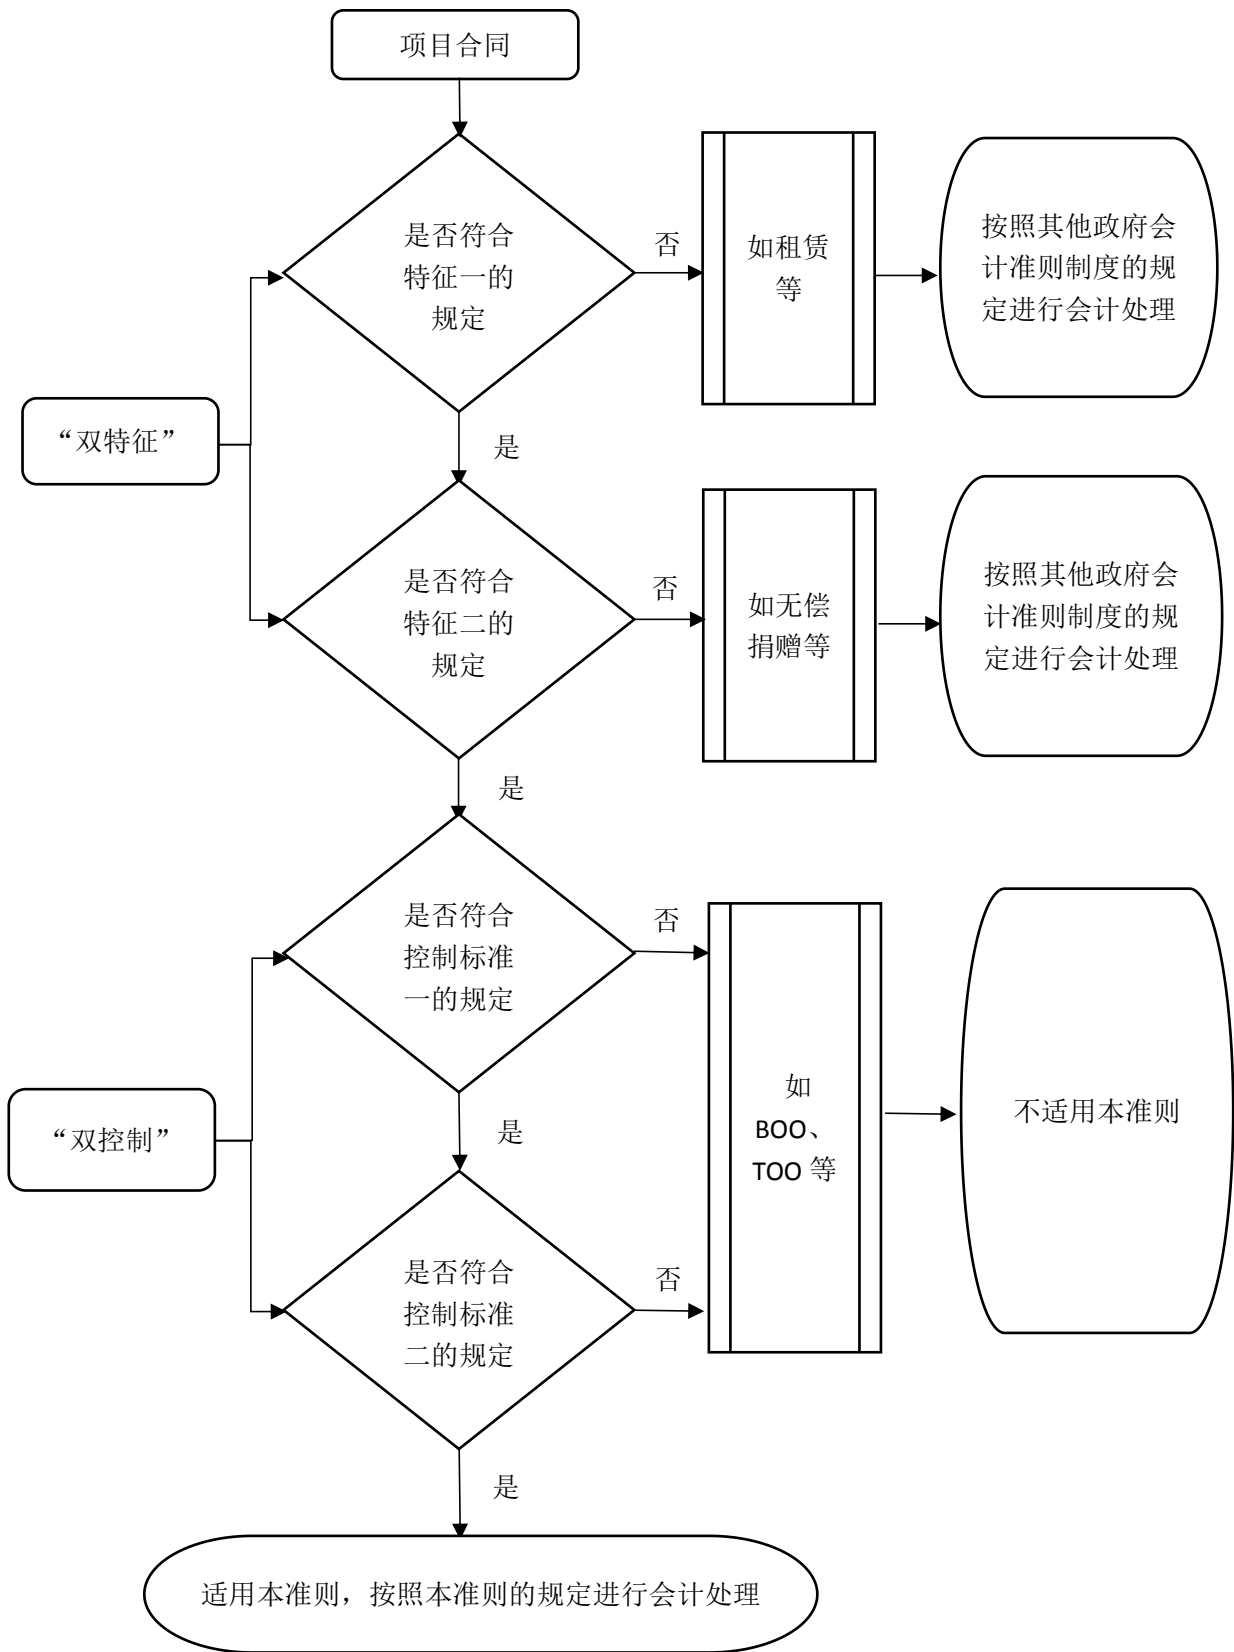 项目合同
是否符合
特征一的
规定
否
如租赁
等
按照其他政府会
计准则制度的规
定进行会计处理
“双特征”
是
是否符合
特征二的
规定
否
如无偿
捐赠等
按照其他政府会
计准则制度的规
定进行会计处理
是
是否符合
控制标准
一的规定
否
如
BOO、
TOO 等
不适用本准则
“双控制”
是
是否符合
控制标准
二的规定
否
是
适用本准则，按照本准则的规定进行会计处理